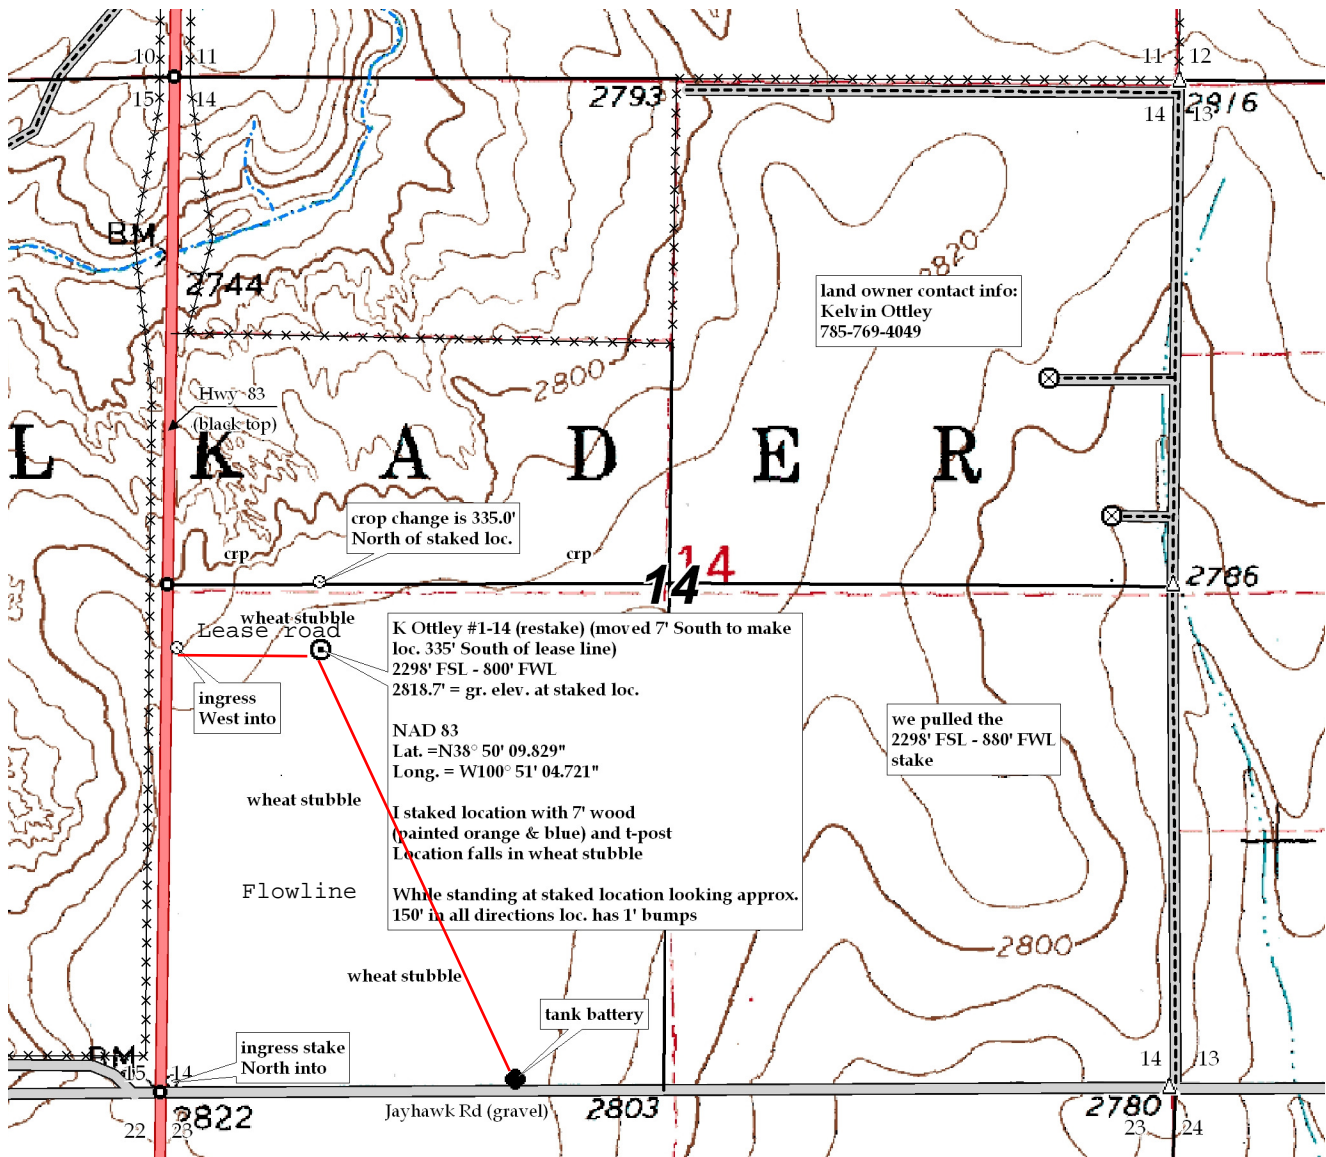 10
11
11
12
15
14
2793
2916
14
13
BM
2744
2820
land owner contact info:
Kelvin Ottley
785-769-4049
2800
Hwy 83
(black top)
L K A D E R
crop change is 335.0'
North of staked loc.
crp
crp
14
14
2786
wheat stubble
Lease road
K Ottley #1-14 (restake) (moved 7' South to make
loc. 335' South of lease line)
2298' FSL - 800' FWL
2818.7' = gr. elev. at staked loc.
NAD 83
Lat. =N38° 50' 09.829"
Long. = W100° 51' 04.721"
I staked location with 7' wood
(painted orange & blue) and t-post
Location falls in wheat stubble
While standing at staked location looking approx.
150' in all directions loc. has 1' bumps
ingress
West into
we pulled the
2298' FSL - 880' FWL
stake
wheat stubble
Flowline
2800
wheat stubble
tank battery
ingress stake
North into
BM
15
14
14
13
2822
Jayhawk Rd (gravel)
2803
2780
22
23
23
24